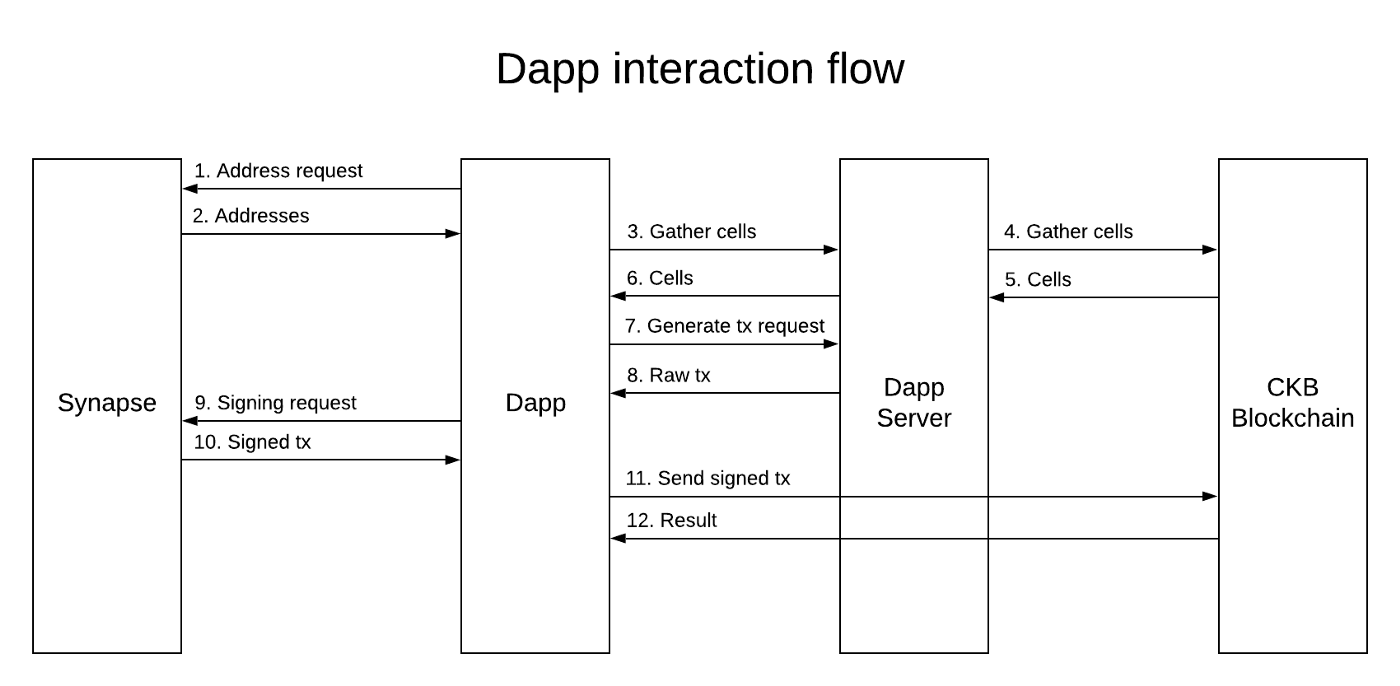 Dapp interaction flow
1. Address request
2. Addresses
3. Gather cells
4. Gather cells
6. Cells
5. Cells
7. Generate tx request
8. Raw tx
Synapse
9. Signing request
Dapp
Dapp
Server
CKB
Blockchain
10. Signed tx
11. Send signed tx
12. Result